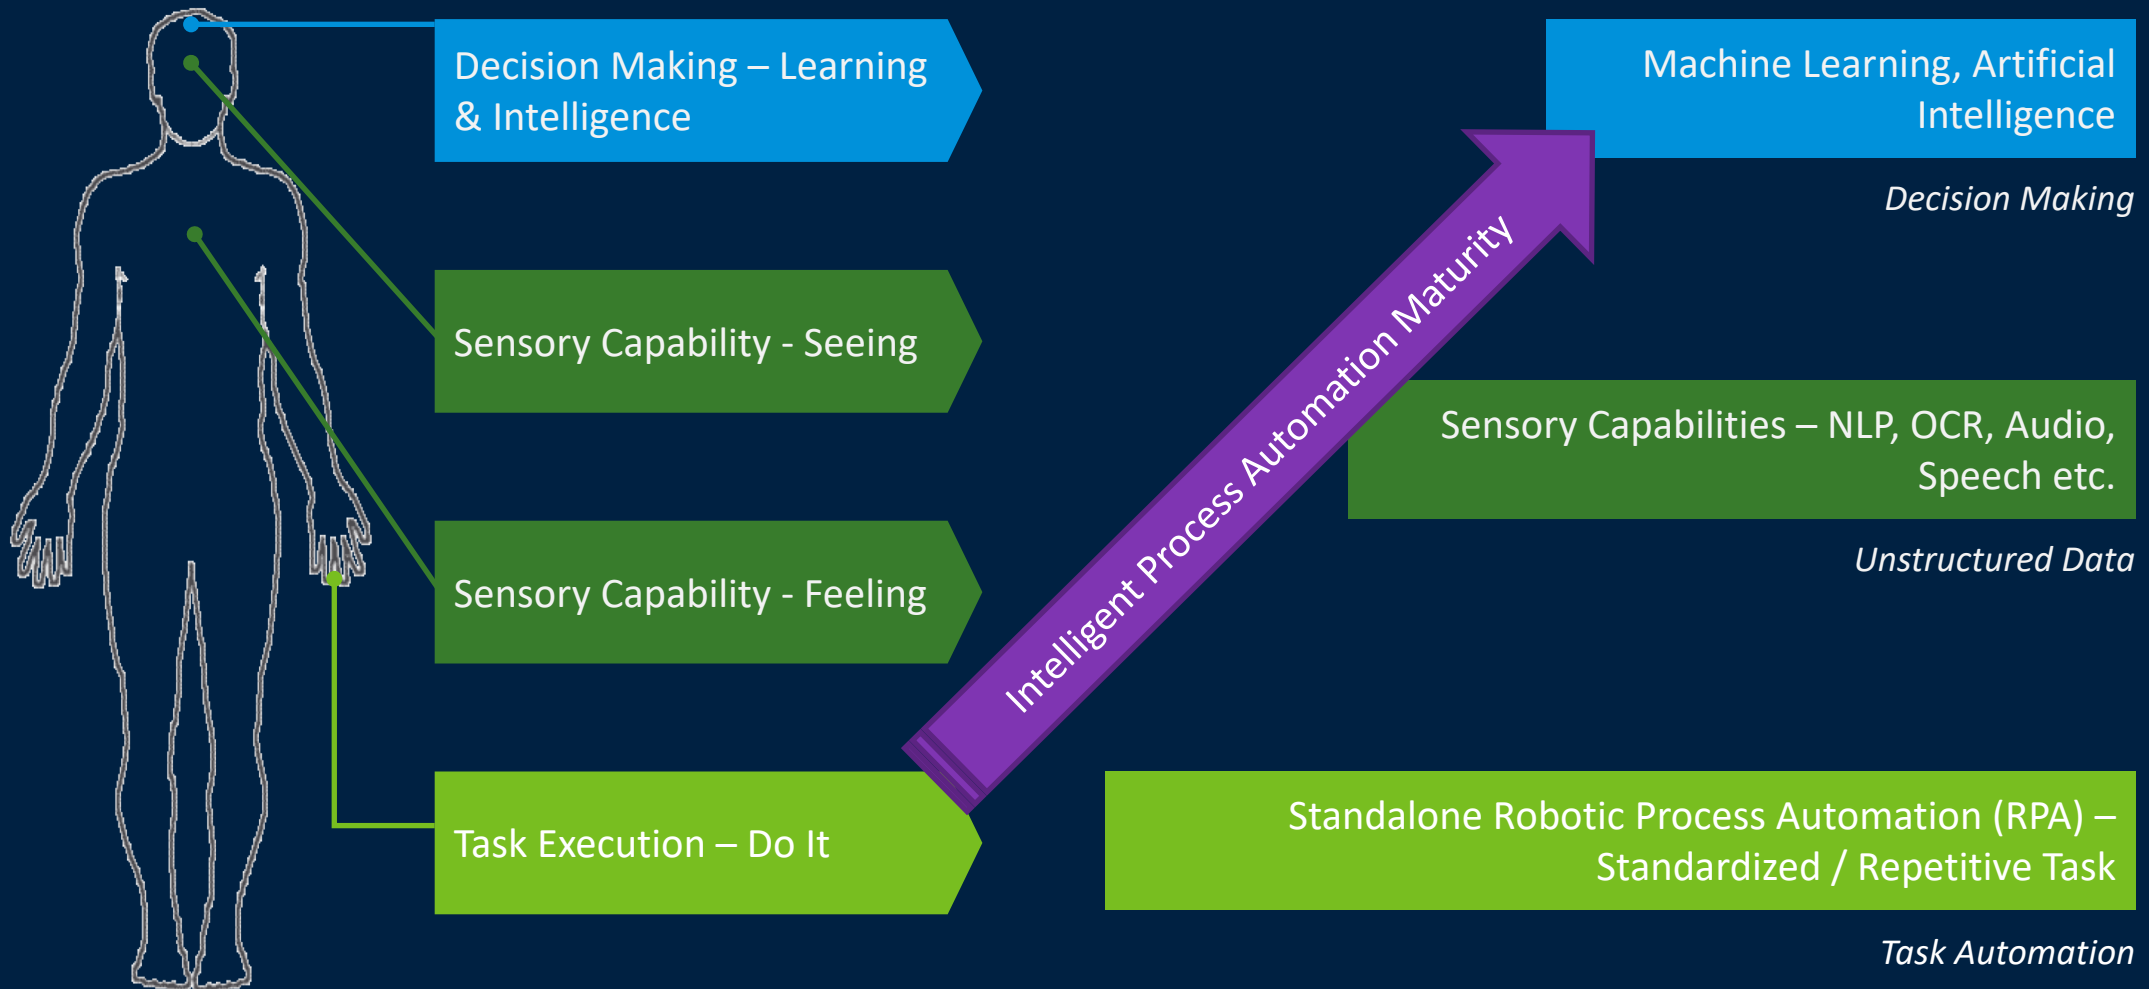 Decision Making – Learning
& Intelligence
Sensory Capability - Seeing
Sensory Capability - Feeling
Task Execution – Do It
Intelligent Process Automation Maturity
Machine Learning, Artificial
Intelligence
Decision Making
Sensory Capabilities – NLP, OCR, Audio,
Speech etc.
Unstructured Data
Standalone Robotic Process Automation (RPA) –
Standardized / Repetitive Task
Task Automation